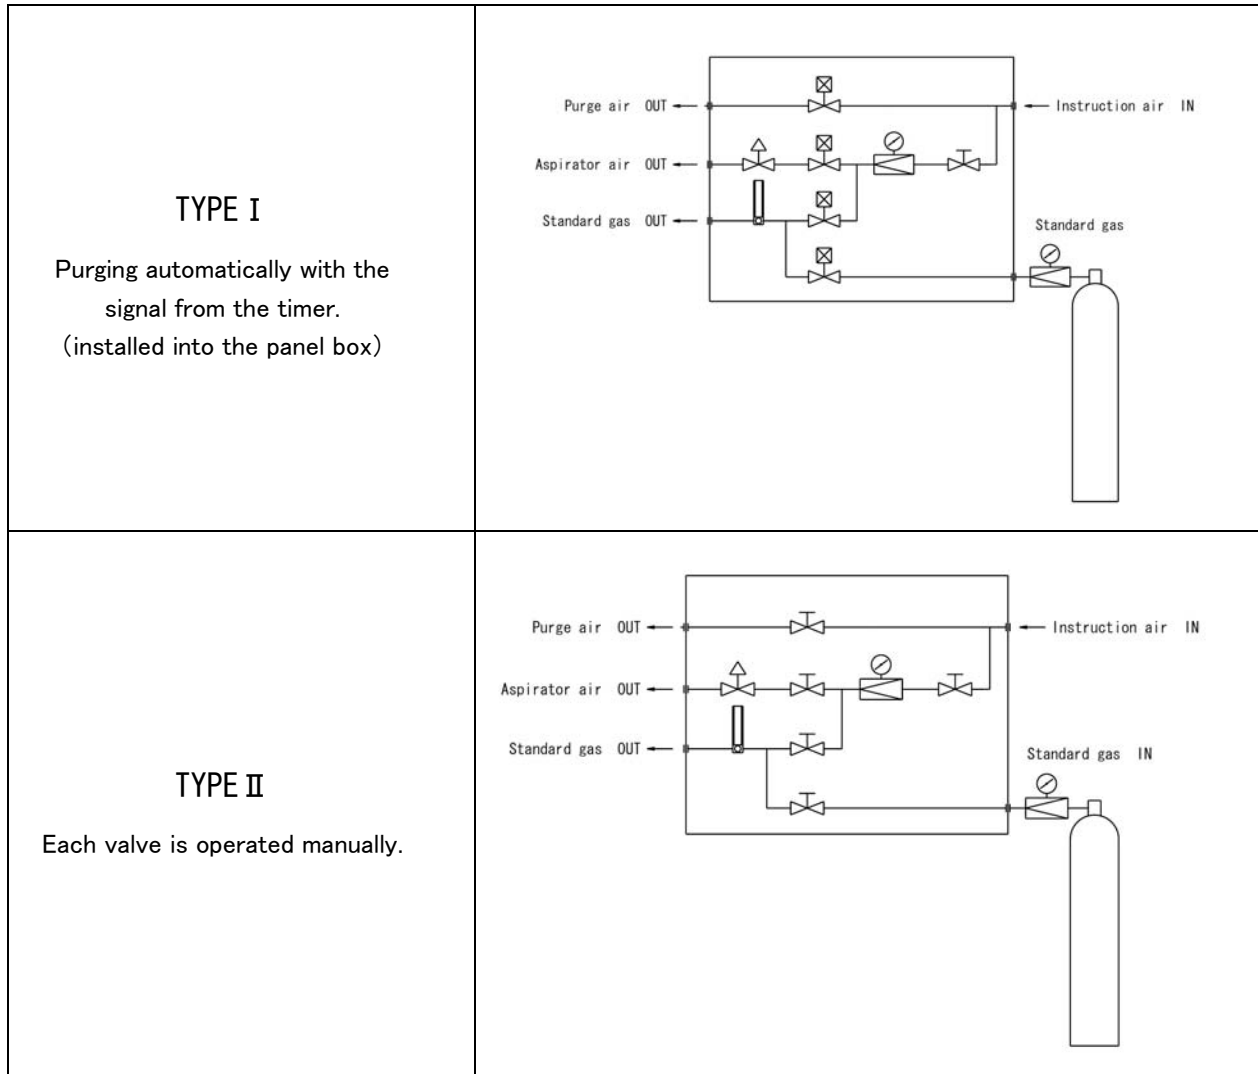 TYPE Ⅰ
Purging automatically with the
signal from the timer.
（installed into the panel box）
Purge air OUT
Instruction air IN
Aspirator air OUT
Standard gas OUT
Standard gas
TYPE Ⅱ
Each valve is operated manually.
Purge air OUT
Instruction air IN
Aspirator air OUT
Standard gas OUT
Standard gas IN